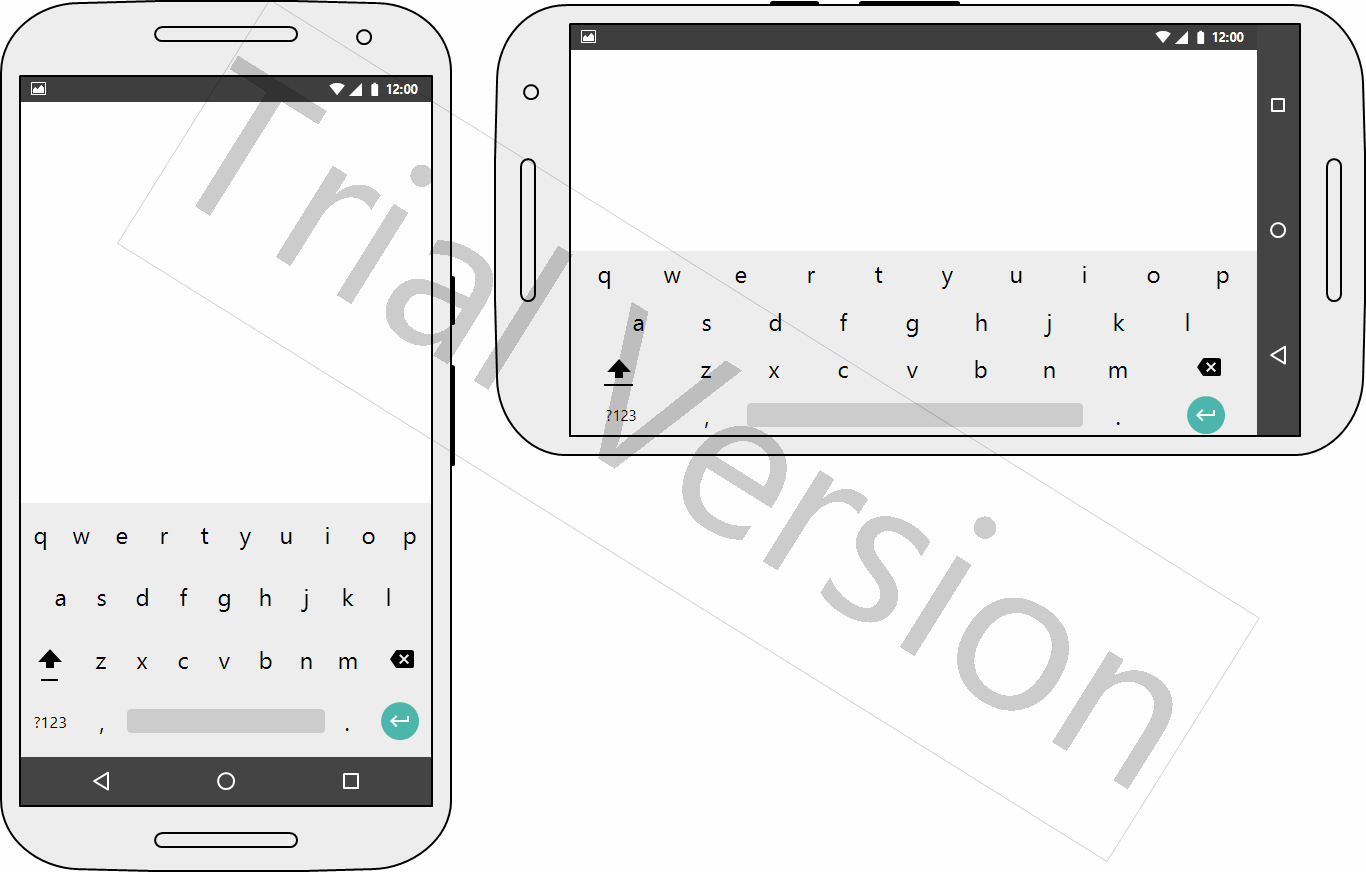 12:00
q w e r t y u i o p
a s d f g h j k l
z x c v b n m
?123 , .
12:00
q w e r t y u i o p
a s d f g h j k l
z x c v b n m
?123 , .
Trial Version